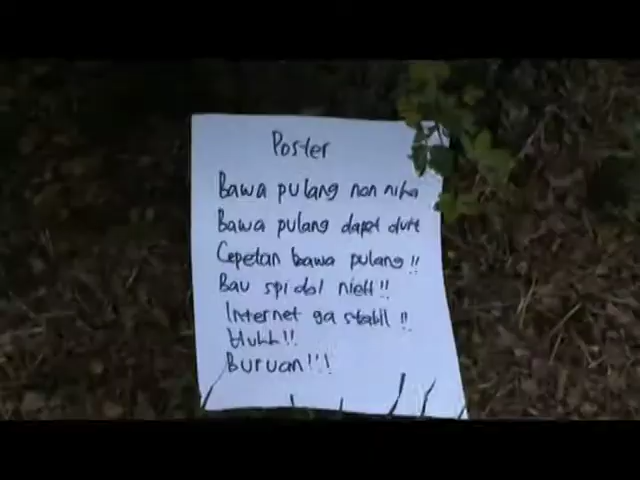 Poster
Bawa pulang non nika
Bawa pulang dapat duit
Cepetan bawa pulang !!
Bau spidol nieH !!
Internet ga stabil !!
Huhh!!
Buruan!!!